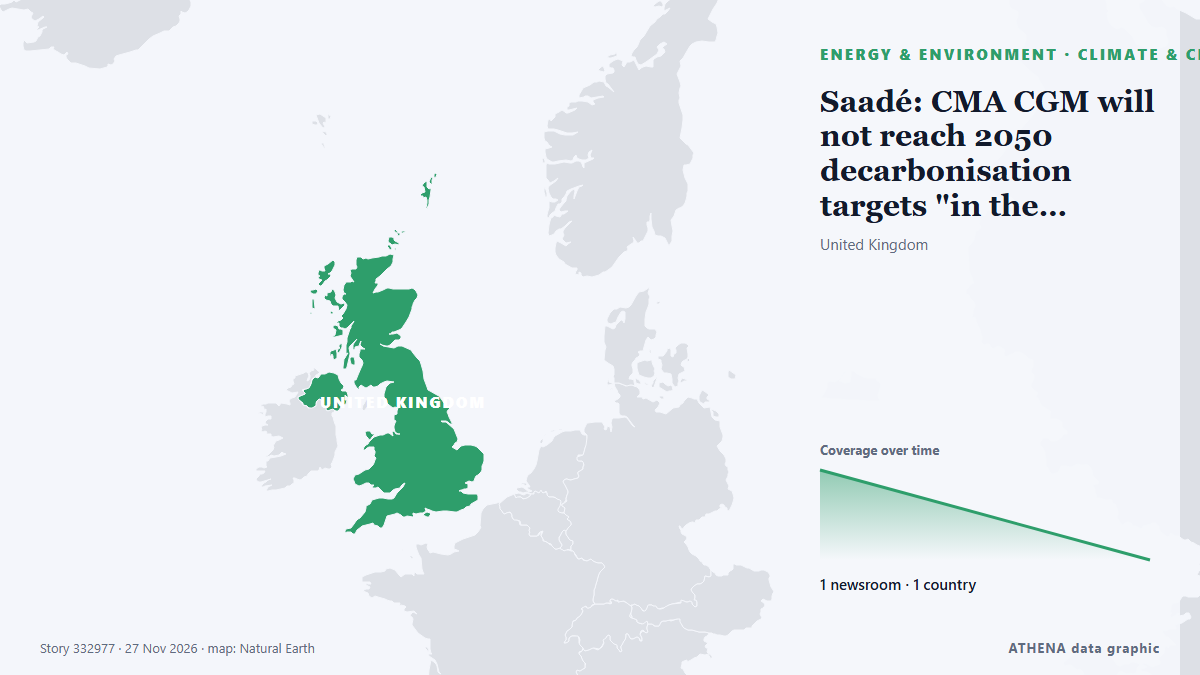 ENERGY & ENVIRONMENT · CLIMATE & C
Saadé: CMA CGM will
not reach 2050
decarbonisation
targets "in the...
United Kingdom
UNITED KINGDOM
Coverage over time
1 newsroom · 1 country
Story 332977 · 27 Nov 2026 · map: Natural Earth
ATHENA data graphic